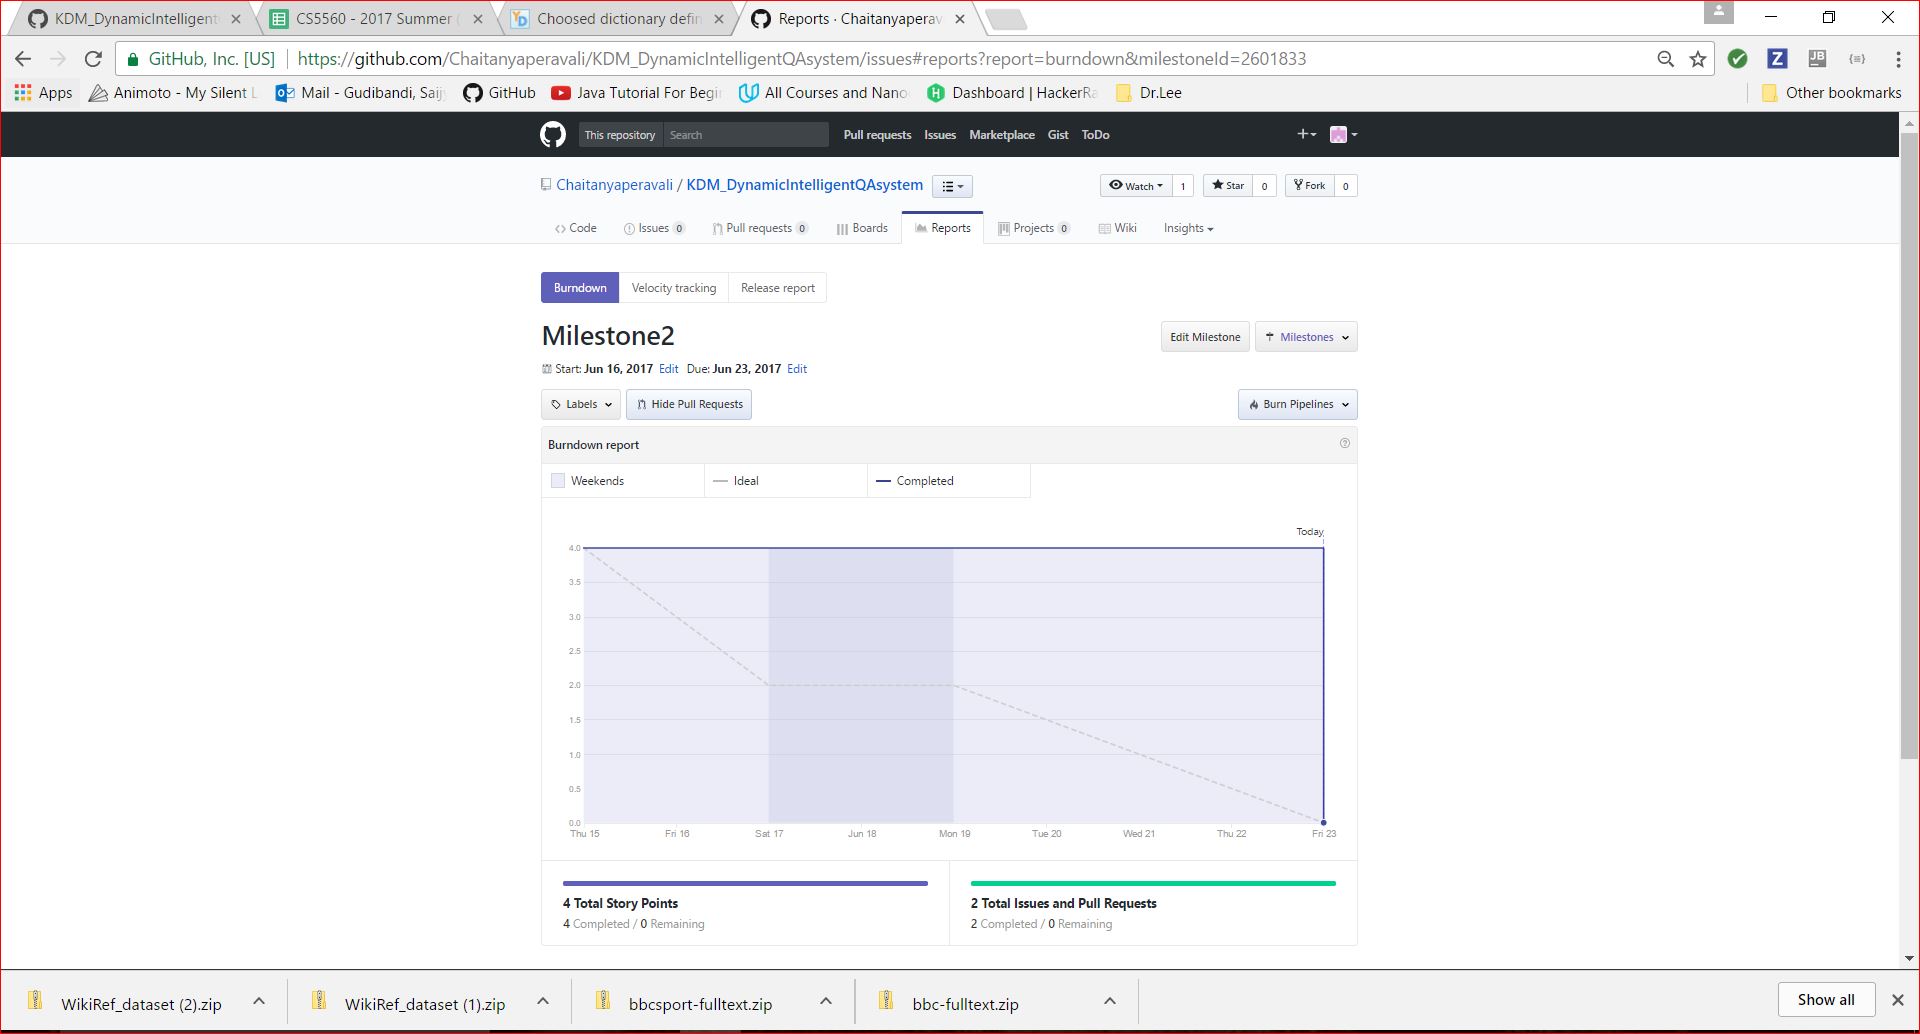 KDM_DynamicIntelligent
CS5560 - 2017 Summer (
Choosed dictionary defin
Reports · Chaitanyaperav
GitHub, Inc. [US]
https://github.com/Chaitanyaperavali/KDM_DynamicIntelligentQAsystem/issues#reports?report=burndown&milestoneId=2601833
Apps
Animoto - My Silent L
Mail - Gudibandi, Saij
GitHub
Java Tutorial For Begi
All Courses and Nano
Dashboard | HackerRa
Dr.Lee
Other bookmarks
This repository
Search
Pull requests
Issues
Marketplace
Gist
ToDo
Chaitanyaperavali / KDM_DynamicIntelligentQAsystem
Watch 1
Star 0
Fork 0
Code
Issues 0
Pull requests 0
Boards
Reports
Projects 0
Wiki
Insights
Burndown
Velocity tracking
Release report
Milestone2
Edit Milestone
Milestones
Start: Jun 16, 2017 Edit Due: Jun 23, 2017 Edit
Labels
Hide Pull Requests
Burn Pipelines
Burndown report
Weekends
Ideal
Completed
Today
4.0
3.5
3.0
2.5
2.0
1.5
1.0
0.5
0.0
Thu 15
Fri 16
Sat 17
Jun 18
Mon 19
Tue 20
Wed 21
Thu 22
Fri 23
4 Total Story Points
4 Completed / 0 Remaining
2 Total Issues and Pull Requests
2 Completed / 0 Remaining
WikiRef_dataset (2).zip
WikiRef_dataset (1).zip
bbcsport-fulltext.zip
bbc-fulltext.zip
Show all